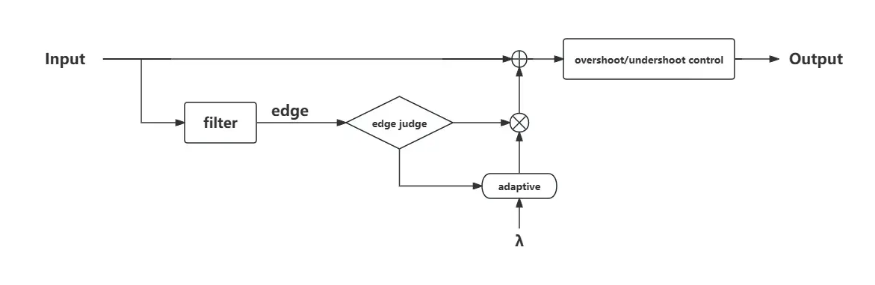 Input
overshoot/undershoot control
Output
filter
edge
edge judge
adaptive
λ